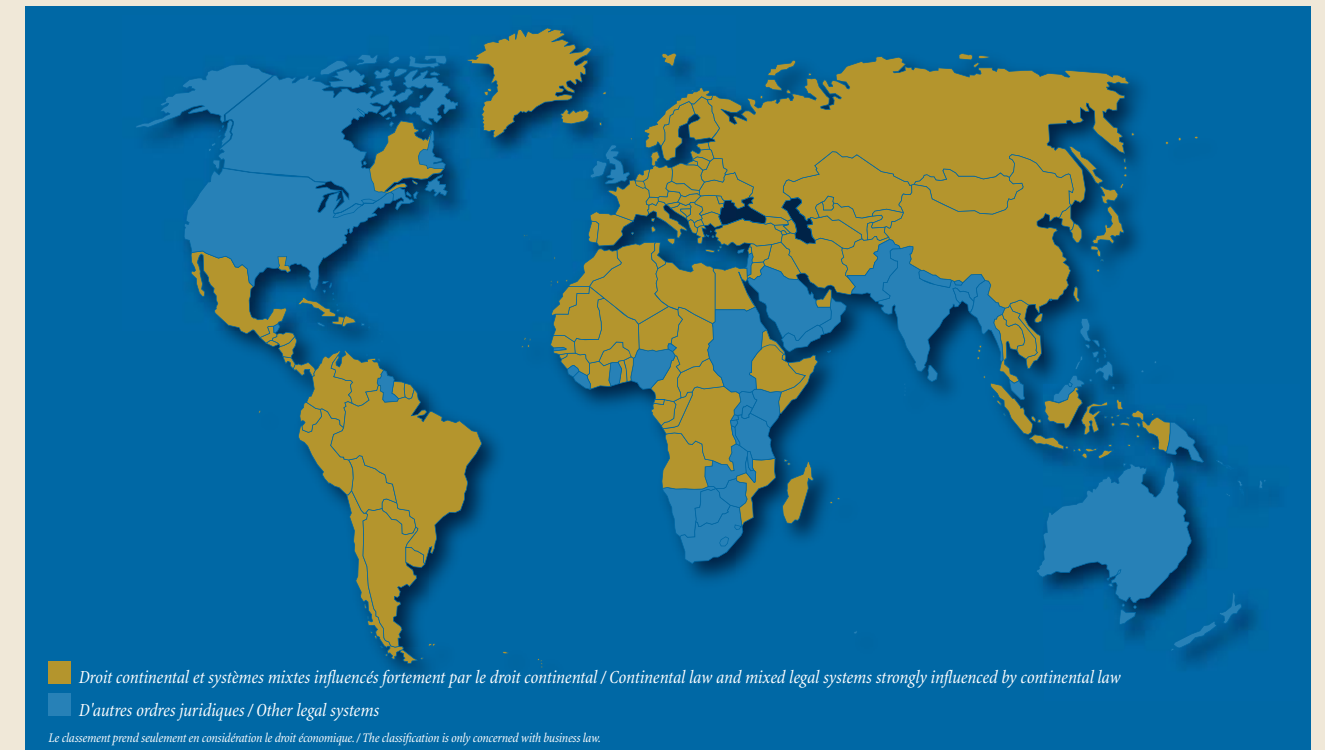 Droit continental et systèmes mixtes influencés fortement par le droit continental / Continental law and mixed legal systems strongly influenced by continental law
D'autres ordres juridiques / Other legal systems
Le classement prend seulement en considération le droit économique. / The classification is only concerned with business law.